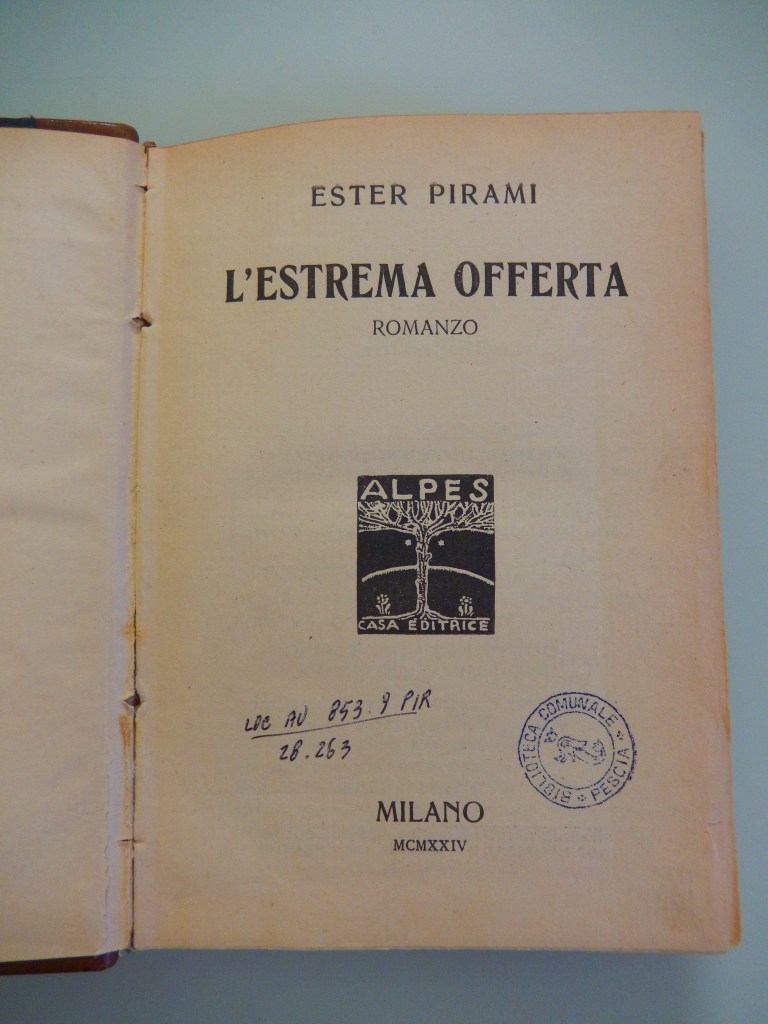 ESTER PIRAMI
L'ESTREMA OFFERTA
ROMANZO
ALPES
CASA EDITRICE
LOC AV 853.9 PIR
28.263
BIBLIOTECA COMUNALE * PESCIA *
MILANO
MCMXXIV